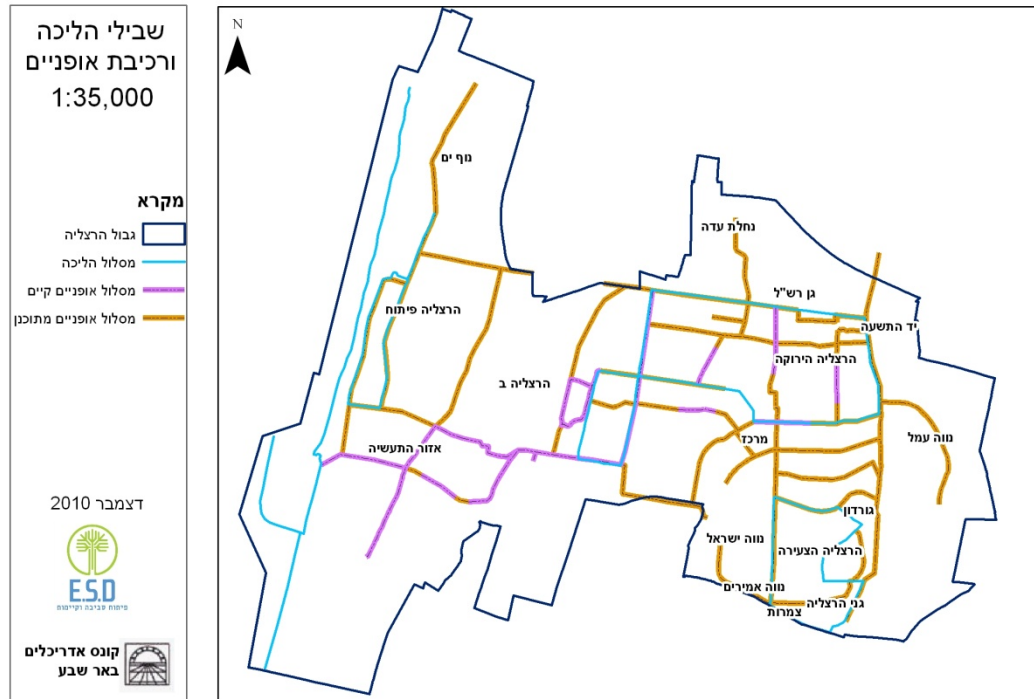 שבילי הליכה
ורכיבת אופניים
1:35,000
מקרא
גבול הרצליה
מסלול הליכה
מסלול אופניים קיים
מסלול אופניים מתוכנן
דצמבר 2010
E.S.D
פיתוח סביבה וקיימות
קונס אדריכלים
באר שבע
N
נוף ים
נחלת עדה
גן רש"ל
הרצליה פיתוח
יד התשעה
הרצליה הירוקה
הרצליה ב
נווה עמל
מרכז
אזור התעשיה
גורדון
נווה ישראל
הרצליה הצעירה
נווה אמירים
גני הרצליה
צמרות